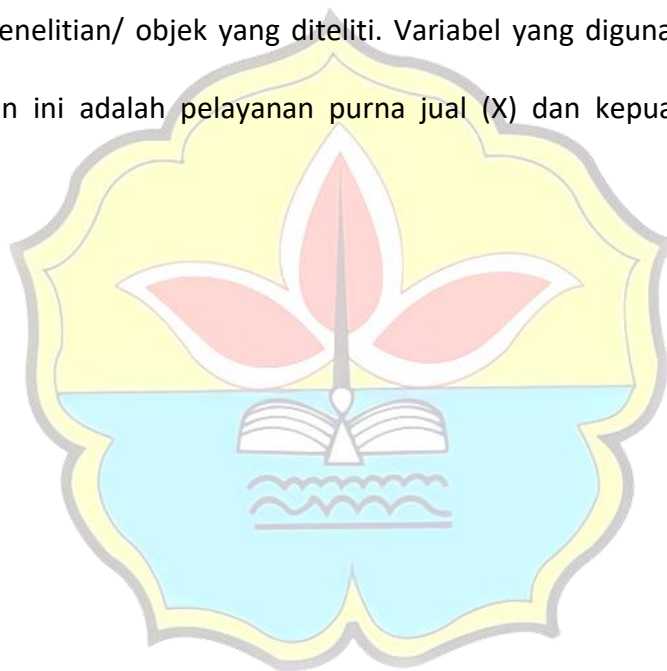 enelitian/ objek yang diteliti. Variabel yang diguna
n ini adalah pelayanan purna jual (X) dan kepua